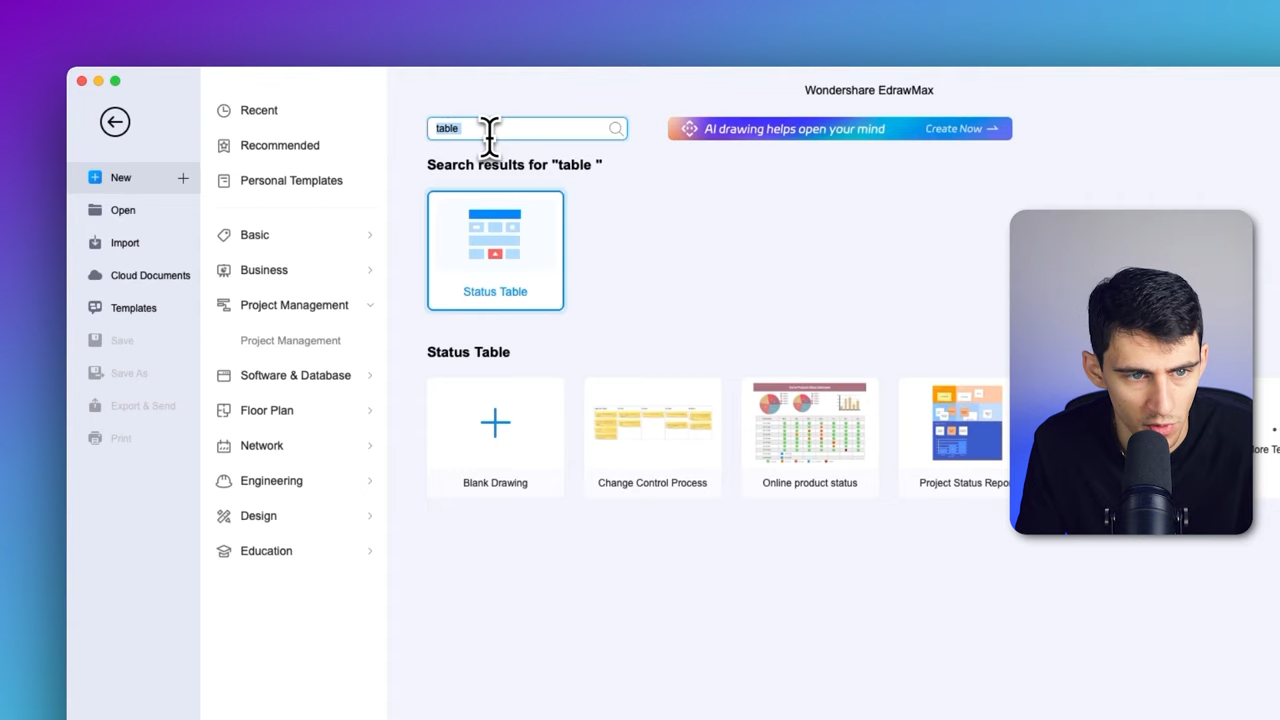 Wondershare EdrawMax
table
AI drawing helps open your mind
Create Now →
Search results for "table "
Status Table
Status Table
Blank Drawing
Change Control Process
Online product status
Project Status Repo
New
Open
Import
Cloud Documents
Templates
Save
Save As
Export & Send
Print
Recent
Recommended
Personal Templates
Basic
Business
Project Management
Project Management
Software & Database
Floor Plan
Network
Engineering
Design
Education